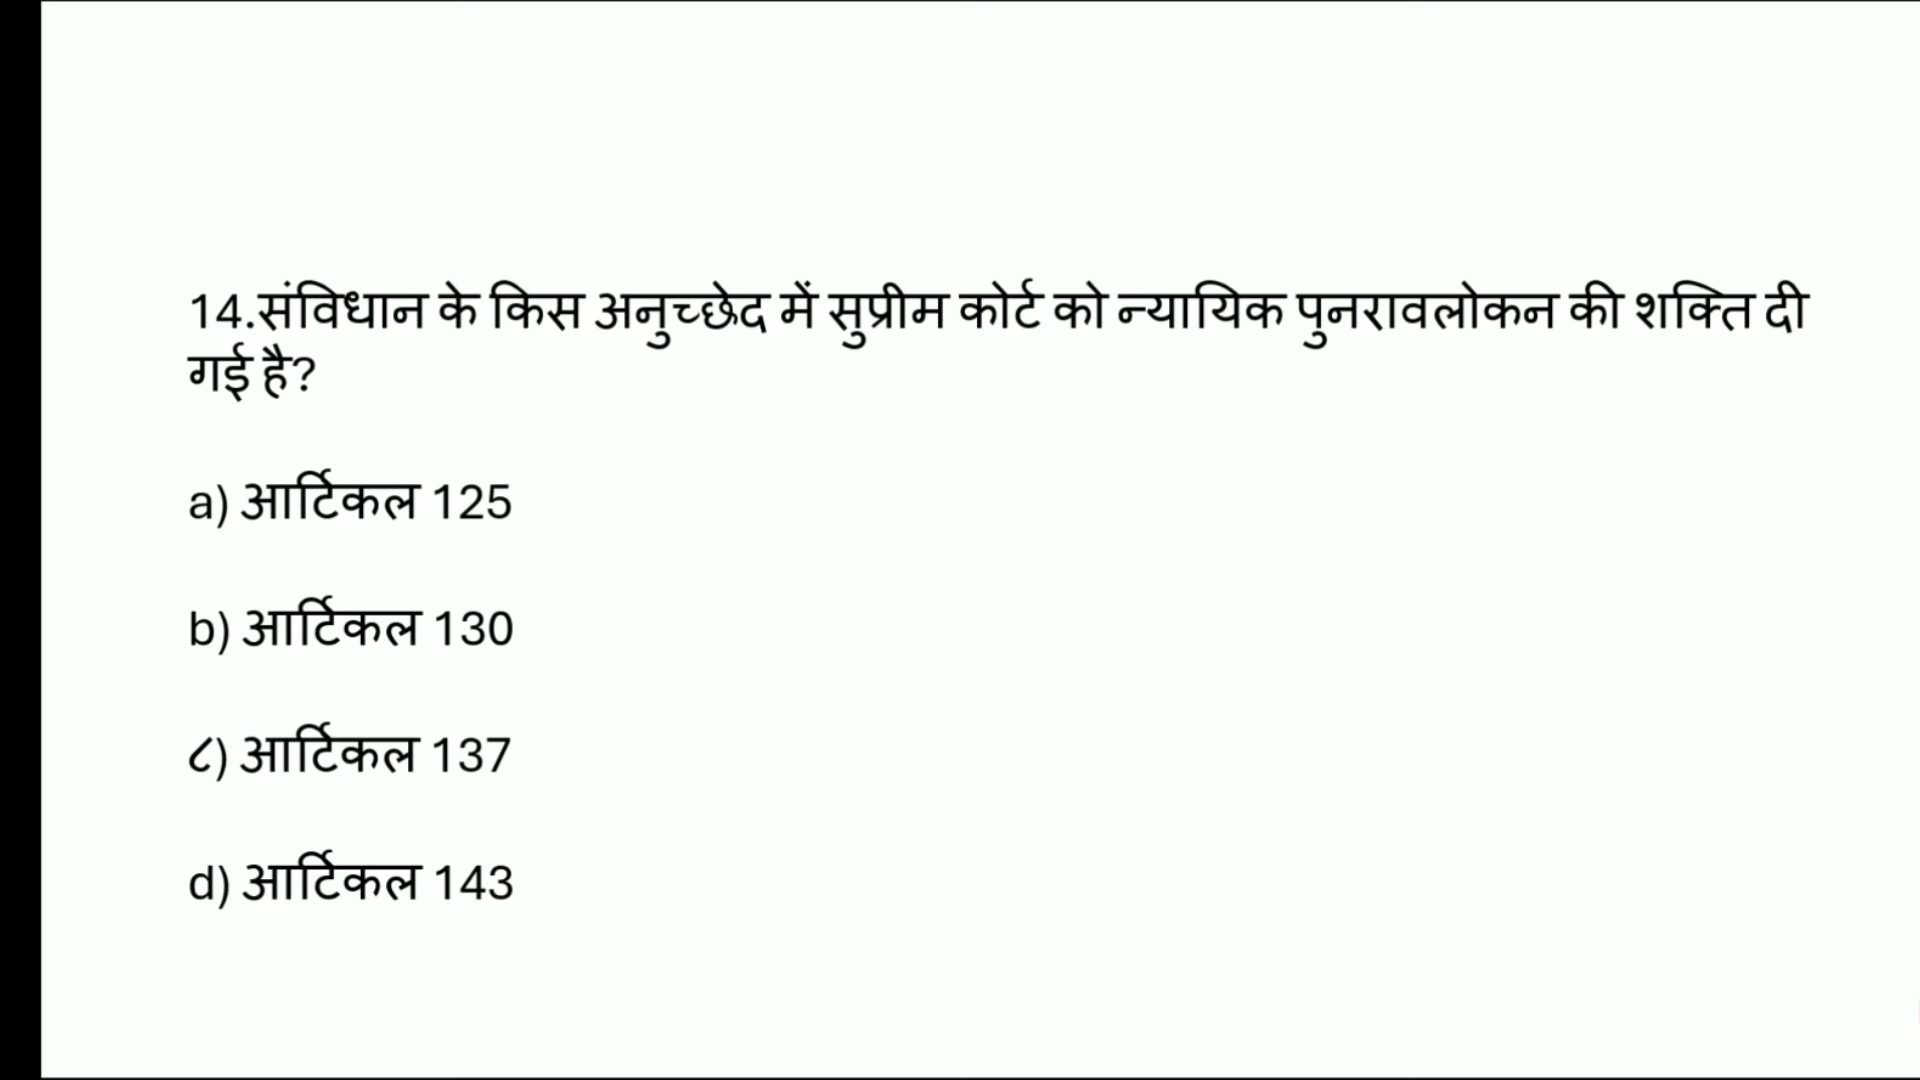 14.संविधान के किस अनुच्छेद में सुप्रीम कोर्ट को न्यायिक पुनरावलोकन की शक्ति दी
गई है?
a) आर्टिकल 125
b) आर्टिकल 130
८) आर्टिकल 137
d) आर्टिकल 143